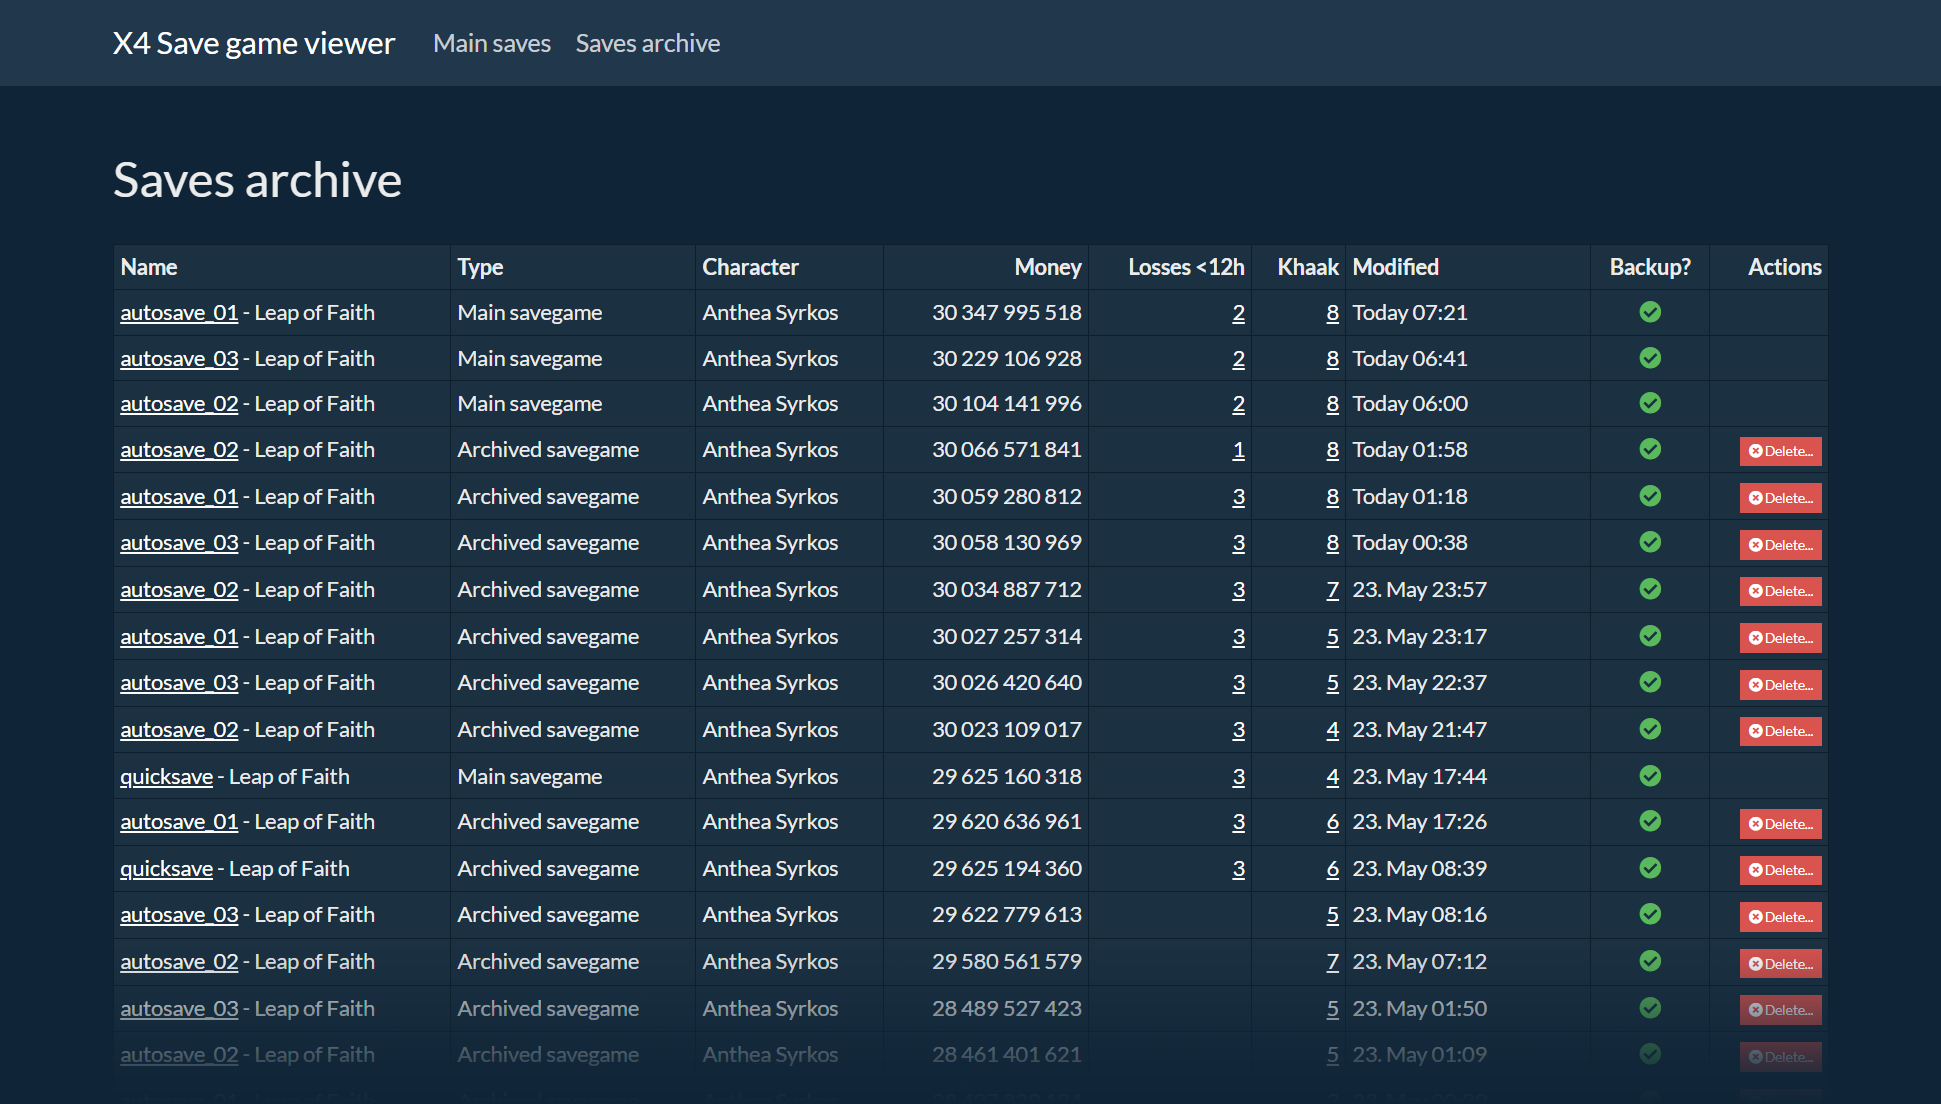 X4 Save game viewer Main saves Saves archive
Saves archive
Name Type Character Money Losses <12h Khaak Modified Backup? Actions
autosave_01 - Leap of Faith Main savegame Anthea Syrkos 30 347 995 518 2 8 Today 07:21
autosave_03 - Leap of Faith Main savegame Anthea Syrkos 30 229 106 928 2 8 Today 06:41
autosave_02 - Leap of Faith Main savegame Anthea Syrkos 30 104 141 996 2 8 Today 06:00
autosave_02 - Leap of Faith Archived savegame Anthea Syrkos 30 066 571 841 1 8 Today 01:58 Delete...
autosave_01 - Leap of Faith Archived savegame Anthea Syrkos 30 059 280 812 3 8 Today 01:18 Delete...
autosave_03 - Leap of Faith Archived savegame Anthea Syrkos 30 058 130 969 3 8 Today 00:38 Delete...
autosave_02 - Leap of Faith Archived savegame Anthea Syrkos 30 034 887 712 3 7 23. May 23:57 Delete...
autosave_01 - Leap of Faith Archived savegame Anthea Syrkos 30 027 257 314 3 5 23. May 23:17 Delete...
autosave_03 - Leap of Faith Archived savegame Anthea Syrkos 30 026 420 640 3 5 23. May 22:37 Delete...
autosave_02 - Leap of Faith Archived savegame Anthea Syrkos 30 023 109 017 3 4 23. May 21:47 Delete...
quicksave - Leap of Faith Main savegame Anthea Syrkos 29 625 160 318 3 4 23. May 17:44
autosave_01 - Leap of Faith Archived savegame Anthea Syrkos 29 620 636 961 3 6 23. May 17:26 Delete...
quicksave - Leap of Faith Archived savegame Anthea Syrkos 29 625 194 360 3 6 23. May 08:39 Delete...
autosave_03 - Leap of Faith Archived savegame Anthea Syrkos 29 622 779 613 5 23. May 08:16 Delete...
autosave_02 - Leap of Faith Archived savegame Anthea Syrkos 29 580 561 579 7 23. May 07:12 Delete...
autosave_03 - Leap of Faith Archived savegame Anthea Syrkos 28 489 527 423 5 23. May 01:50 Delete...
autosave_02 - Leap of Faith Archived savegame Anthea Syrkos 28 461 401 621 5 23. May 01:09 Delete...